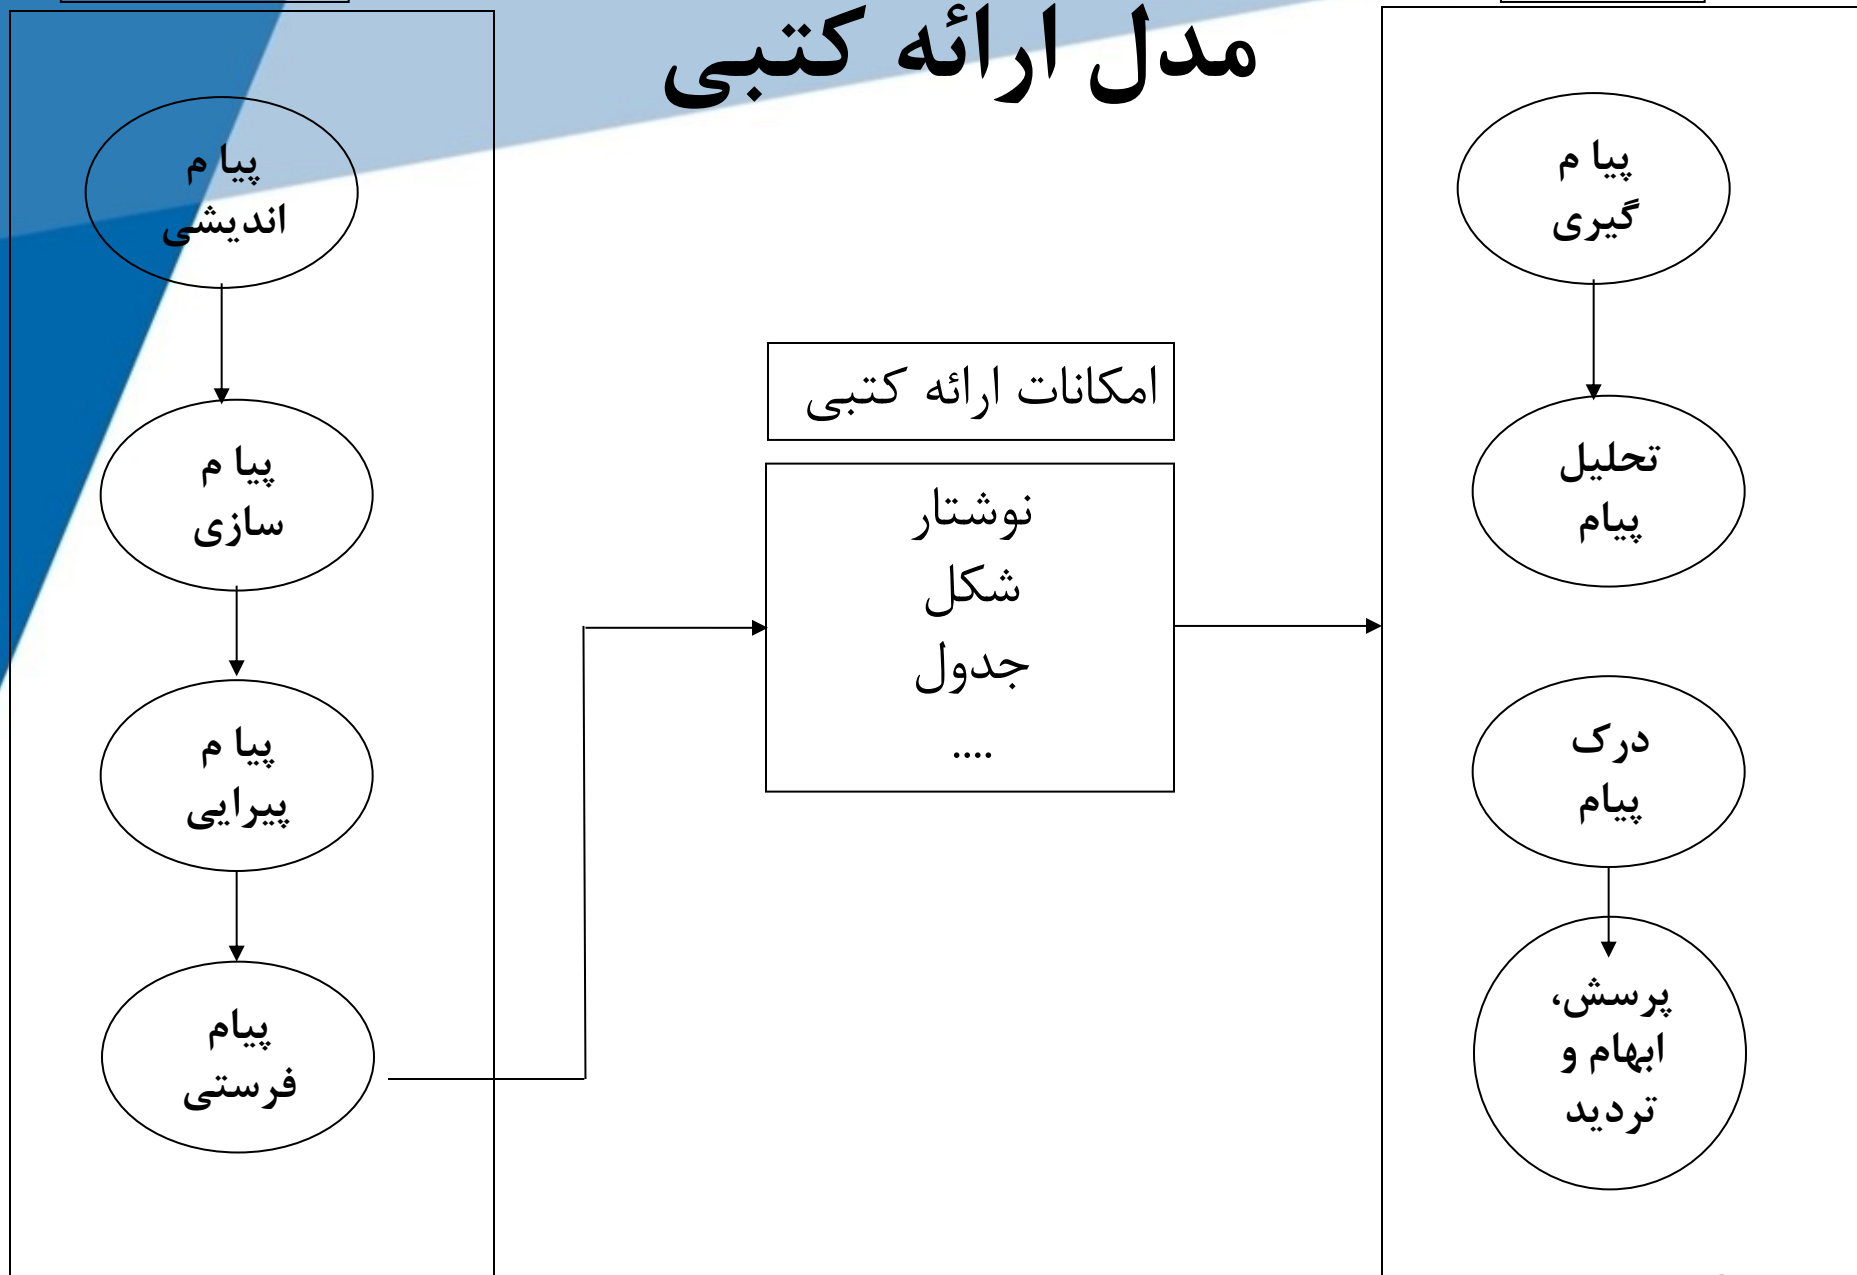 مدل ارائه کتبی
پیا م
گیری
تحلیل
پیام
درک
پیام
پرسش،
ابهام و
تردید
امکانات ارائه کتبی
نوشتار
شکل
جدول
....
پیا م
اندیشی
پیا م
سازی
پیا م
پیرایی
پیام
فرستی